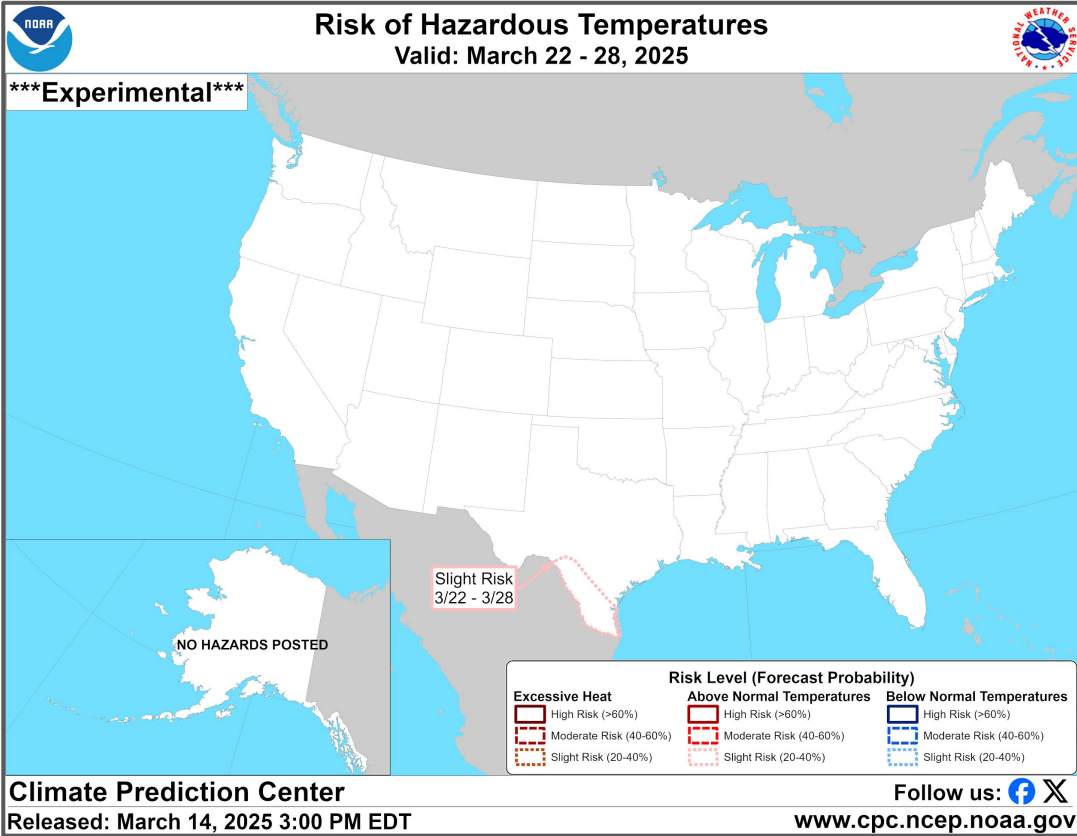 NOAA
Risk of Hazardous Temperatures
Valid: March 22 - 28, 2025
NATIONAL WEATHER SERVICE
***Experimental***
Slight Risk
3/22 - 3/28
NO HAZARDS POSTED
Risk Level (Forecast Probability)
Excessive Heat
High Risk (>60%)
Moderate Risk (40-60%)
Slight Risk (20-40%)
Above Normal Temperatures
High Risk (>60%)
Moderate Risk (40-60%)
Slight Risk (20-40%)
Below Normal Temperatures
High Risk (>60%)
Moderate Risk (40-60%)
Slight Risk (20-40%)
Climate Prediction Center
Follow us:
Released: March 14, 2025 3:00 PM EDT
www.cpc.ncep.noaa.gov